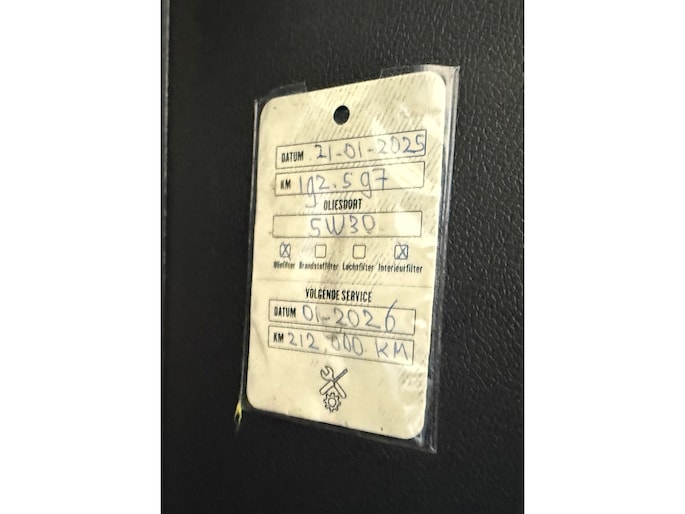 DATUM 21-01-2025
KM 192.597
OLIESOORT
5W30
Oliefilter Brandstoffilter Luchtfilter Interieurfilter
VOLGENDE SERVICE
DATUM 01-2026
KM 212,000 KM